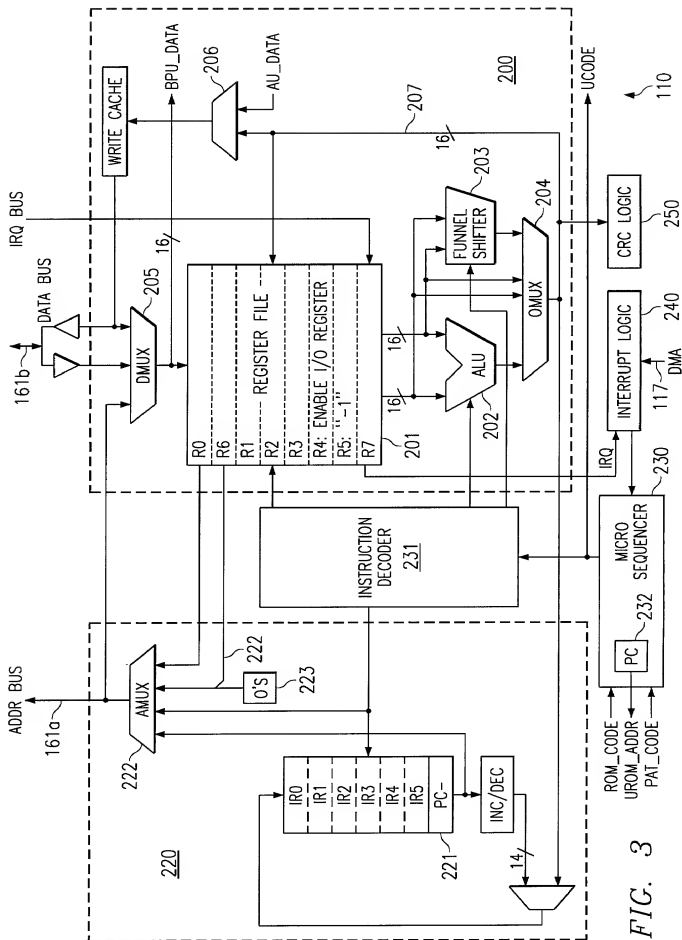 ADDR BUS
161a
222
AMUX
222
O'S
223
220
IR0
IR1
IR2
IR3
IR4
IR5
PC-
221
INC/DEC
14
161b
DATA BUS
IRQ BUS
WRITE CACHE
DMUX
205
16
BPU_DATA
206
AU_DATA
200
207
16
R0
R6
R1
R2
R3
R4: ENABLE I/O REGISTER
R5: "-1"
R7
REGISTER FILE
201
16
16
ALU
202
FUNNEL
SHIFTER
203
OMUX
204
INSTRUCTION
DECODER
231
IRQ
MICRO
SEQUENCER
230
PC
232
ROM_CODE
UROM_ADDR
PAT_CODE
INTERRUPT LOGIC
240
117
DMA
CRC LOGIC
250
UCODE
110
FIG. 3